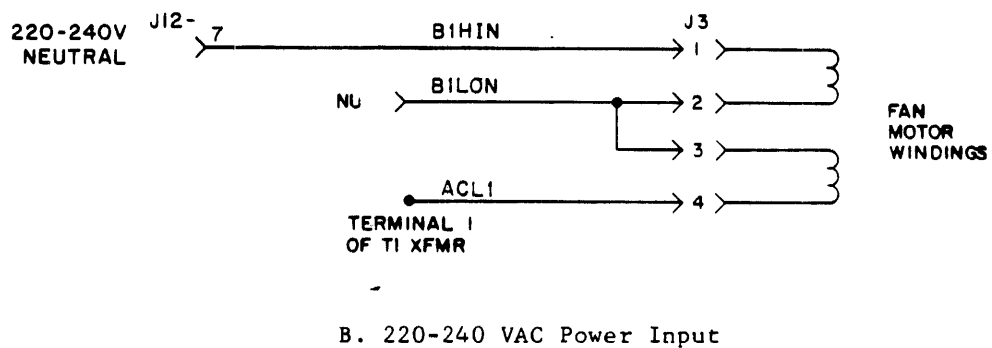 220-240V
NEUTRAL
J12-
7
B1HIN
J3
1
NU
B1LON
2
3
FAN
MOTOR
WINDINGS
ACL1
4
TERMINAL 1
OF T1 XFMR
B. 220-240 VAC Power Input